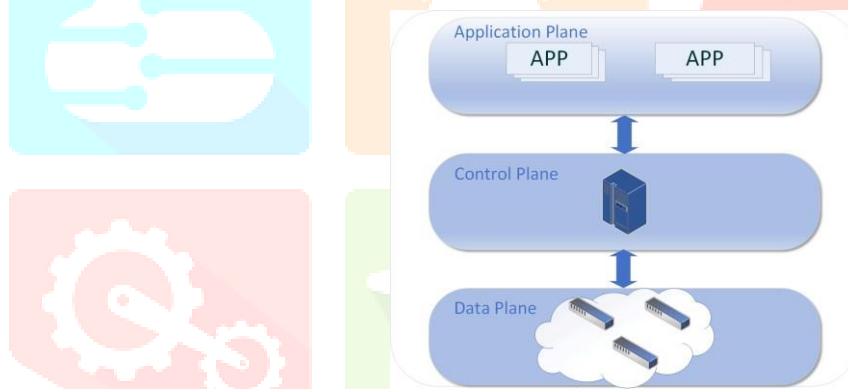 Application Plane
APP APP
Control Plane
Data Plane